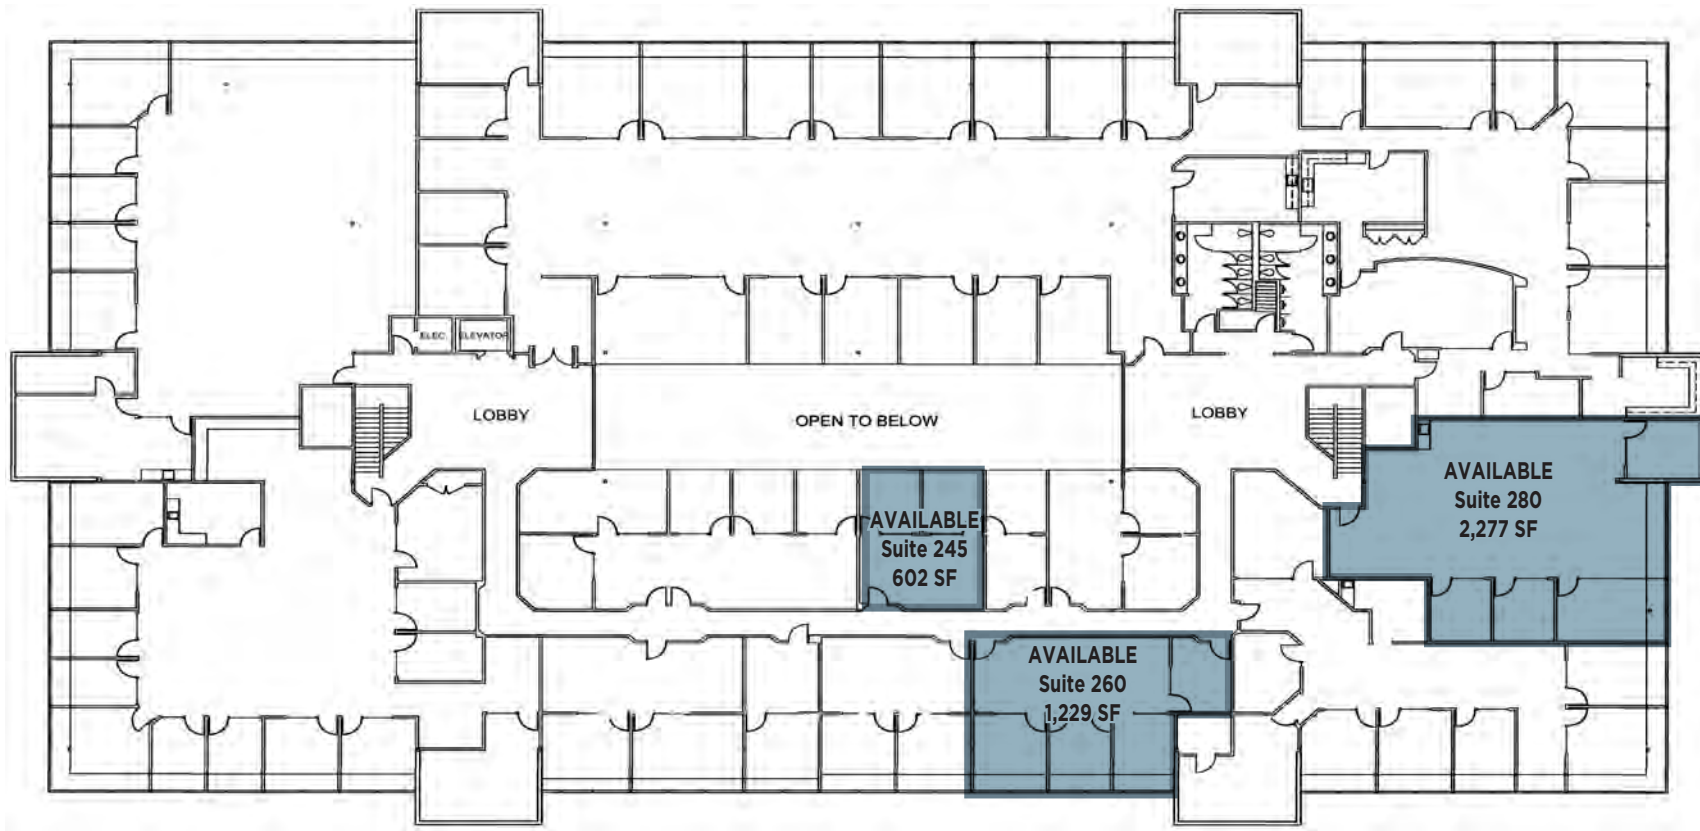 ELEC.
ELEVATOR
LOBBY
OPEN TO BELOW
LOBBY
AVAILABLE
Suite 280
2,277 SF
AVAILABLE
Suite 245
602 SF
AVAILABLE
Suite 260
1,229 SF